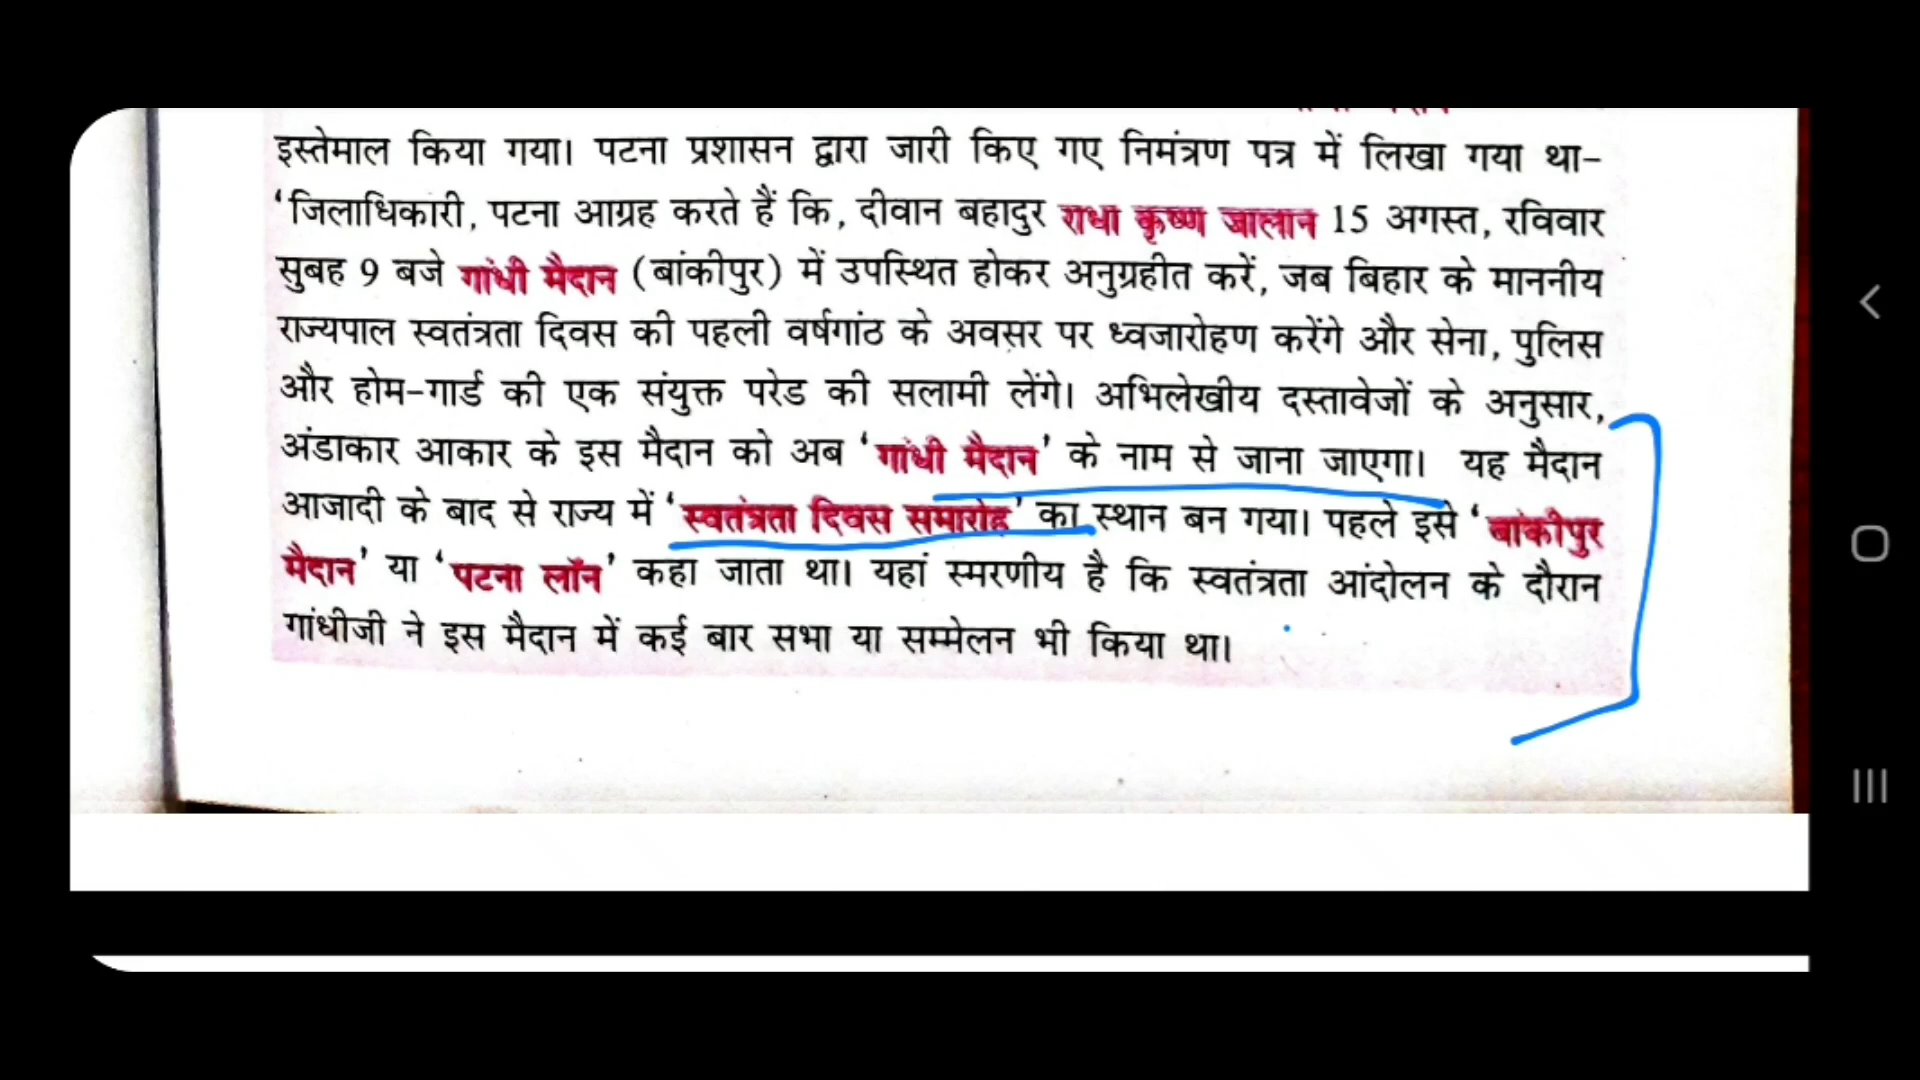 इस्तेमाल किया गया। पटना प्रशासन द्वारा जारी किए गए निमंत्रण पत्र में लिखा गया था–
‘जिलाधिकारी, पटना आग्रह करते हैं कि, दीवान बहादुर राधा कृष्ण जालान 15 अगस्त, रविवार
सुबह 9 बजे गांधी मैदान (बांकीपुर) में उपस्थित होकर अनुग्रहीत करें, जब बिहार के माननीय
राज्यपाल स्वतंत्रता दिवस की पहली वर्षगांठ के अवसर पर ध्वजारोहण करेंगे और सेना, पुलिस
और होम-गार्ड की एक संयुक्त परेड की सलामी लेंगे। अभिलेखीय दस्तावेजों के अनुसार,
अंडाकार आकार के इस मैदान को अब ‘गांधी मैदान’ के नाम से जाना जाएगा। यह मैदान
आजादी के बाद से राज्य में ‘स्वतंत्रता दिवस समारोह’ का स्थान बन गया। पहले इसे ‘बांकीपुर
मैदान’ या ‘पटना लॉन’ कहा जाता था। यहां स्मरणीय है कि स्वतंत्रता आंदोलन के दौरान
गांधीजी ने इस मैदान में कई बार सभा या सम्मेलन भी किया था।